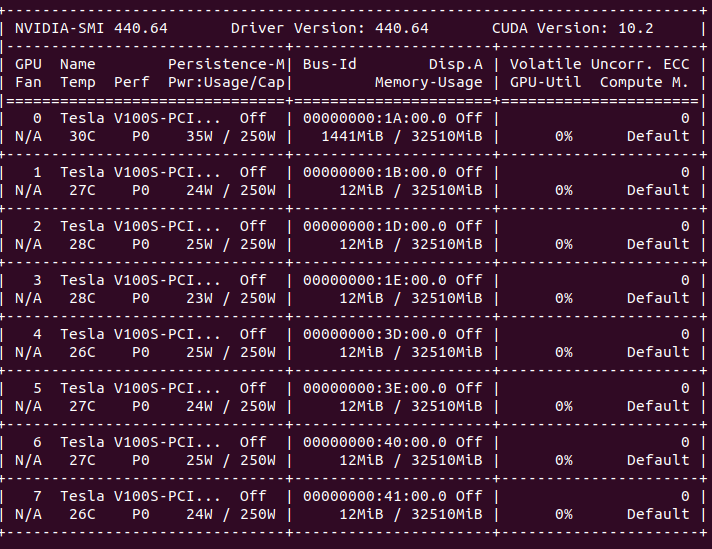 +-----------------------------------------------------------------------------+
| NVIDIA-SMI 440.64       Driver Version: 440.64       CUDA Version: 10.2     |
|-------------------------------+----------------------+----------------------+
| GPU  Name        Persistence-M| Bus-Id        Disp.A | Volatile Uncorr. ECC |
| Fan  Temp  Perf  Pwr:Usage/Cap|         Memory-Usage | GPU-Util  Compute M. |
|===============================+======================+======================|
|   0  Tesla V100S-PCI...  Off  | 00000000:1A:00.0 Off |                    0 |
| N/A   30C    P0    35W / 250W |   1441MiB / 32510MiB |      0%      Default |
+-------------------------------+----------------------+----------------------+
|   1  Tesla V100S-PCI...  Off  | 00000000:1B:00.0 Off |                    0 |
| N/A   27C    P0    24W / 250W |     12MiB / 32510MiB |      0%      Default |
+-------------------------------+----------------------+----------------------+
|   2  Tesla V100S-PCI...  Off  | 00000000:1D:00.0 Off |                    0 |
| N/A   28C    P0    25W / 250W |     12MiB / 32510MiB |      0%      Default |
+-------------------------------+----------------------+----------------------+
|   3  Tesla V100S-PCI...  Off  | 00000000:1E:00.0 Off |                    0 |
| N/A   28C    P0    23W / 250W |     12MiB / 32510MiB |      0%      Default |
+-------------------------------+----------------------+----------------------+
|   4  Tesla V100S-PCI...  Off  | 00000000:3D:00.0 Off |                    0 |
| N/A   26C    P0    25W / 250W |     12MiB / 32510MiB |      0%      Default |
+-------------------------------+----------------------+----------------------+
|   5  Tesla V100S-PCI...  Off  | 00000000:3E:00.0 Off |                    0 |
| N/A   27C    P0    24W / 250W |     12MiB / 32510MiB |      0%      Default |
+-------------------------------+----------------------+----------------------+
|   6  Tesla V100S-PCI...  Off  | 00000000:40:00.0 Off |                    0 |
| N/A   27C    P0    25W / 250W |     12MiB / 32510MiB |      0%      Default |
+-------------------------------+----------------------+----------------------+
|   7  Tesla V100S-PCI...  Off  | 00000000:41:00.0 Off |                    0 |
| N/A   26C    P0    24W / 250W |     12MiB / 32510MiB |      0%      Default |
+-------------------------------+----------------------+----------------------+